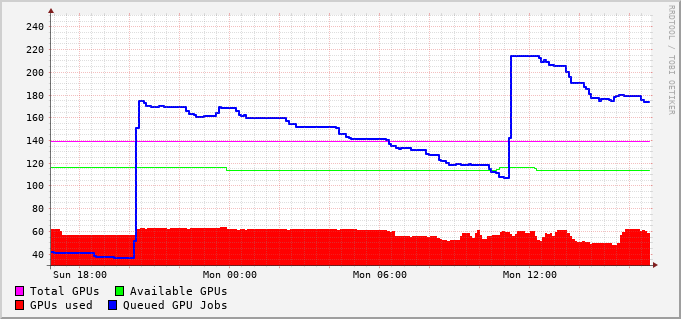 240
220
200
180
160
140
120
100
80
60
40
Sun 18:00 Mon 00:00 Mon 06:00 Mon 12:00
Total GPUs Available GPUs
GPUs used Queued GPU Jobs
RRDTOOL / TOBI OETIKER